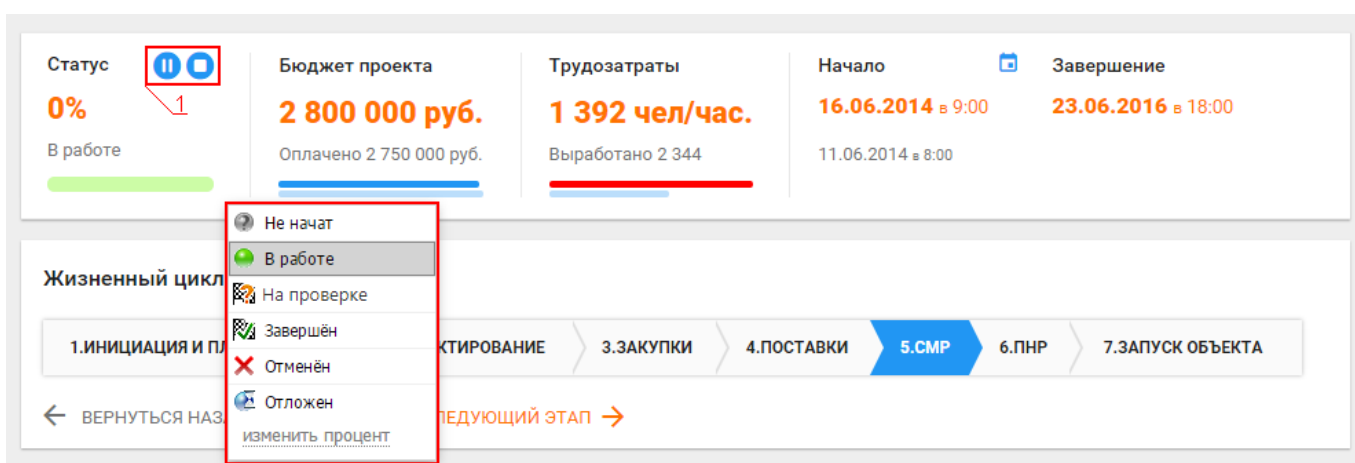 Статус
Бюджет проекта
Трудозатраты
Начало
Завершение
1
0%
2 800 000 руб.
1 392 чел/час.
16.06.2014 в 9:00
23.06.2016 в 18:00
В работе
Оплачено 2 750 000 руб.
Выработано 2 344
11.06.2014 в 8:00
Не начат
В работе
На проверке
Завершён
Отменён
Отложен
изменить процент
Жизненный цикл
1.ИНИЦИАЦИЯ И ПЛ
КТИРОВАНИЕ
3.ЗАКУПКИ
4.ПОСТАВКИ
5.СМР
6.ПНР
7.ЗАПУСК ОБЪЕКТА
ВЕРНУТЬСЯ НАЗ
ЛЕДУЮЩИЙ ЭТАП